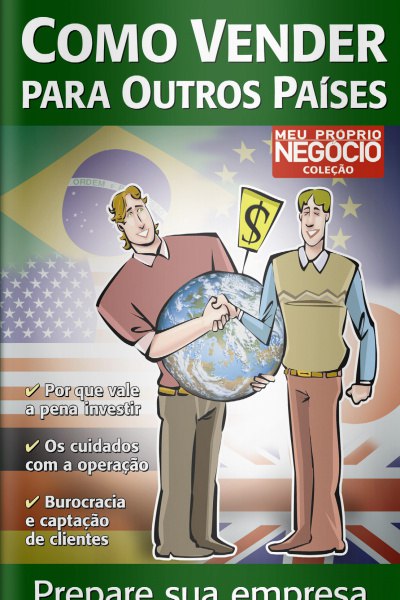 COMO VENDER
PARA OUTROS PAÍSES
MEU PRÓPRIO
NEGÓCIO
COLEÇÃO
ORDEM E
$
✓ Por que vale
a pena investir
✓ Os cuidados
com a operação
✓ Burocracia
e captação
de clientes
Prepare sua empresa